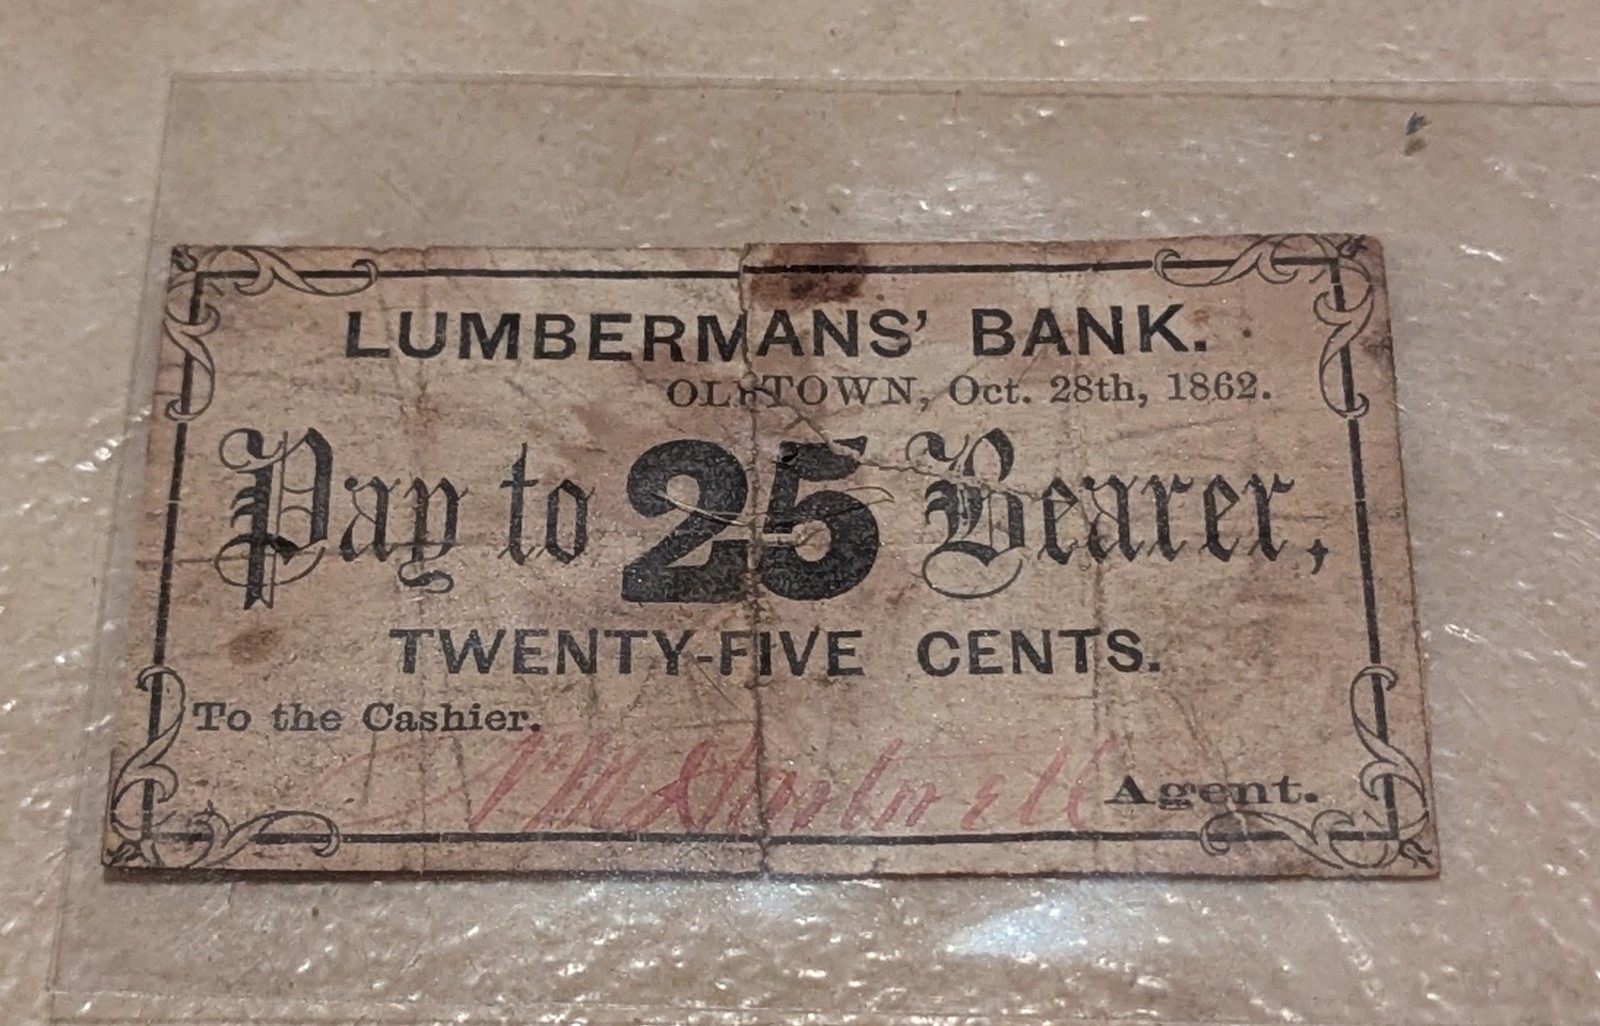 LUMBERMANS' BANK.
OLDTOWN, Oct. 28th, 1862.
Pay to 25 Bearer,
TWENTY-FIVE CENTS.
To the Cashier.
Agent.